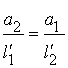 a₂/l′₁ = a₁/l′₂